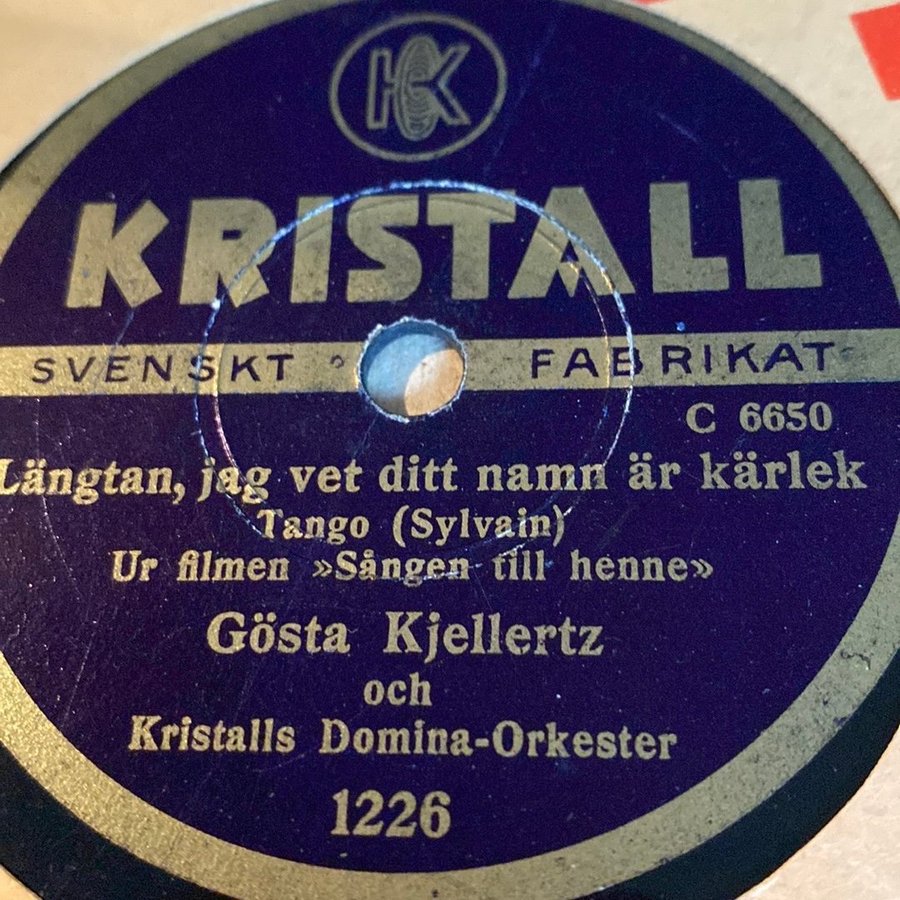 HK
KRISTALL
SVENSKT FABRIKAT
C 6650
Längtan, jag vet ditt namn är kärlek
Tango (Sylvain)
Ur filmen »Sången till henne»
Gösta Kjellertz
och
Kristalls Domina-Orkester
1226